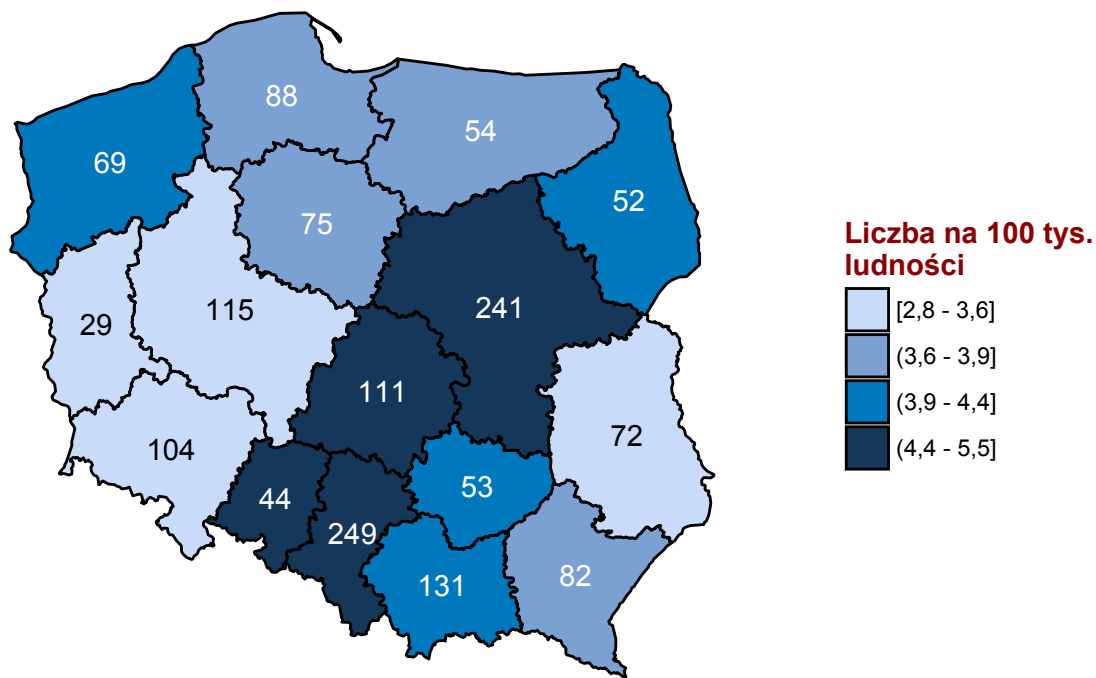 88
54
69
52
75
115
241
29
111
72
104
53
44
249
82
131
Liczba na 100 tys.
ludności
[2,8 - 3,6]
(3,6 - 3,9]
(3,9 - 4,4]
(4,4 - 5,5]